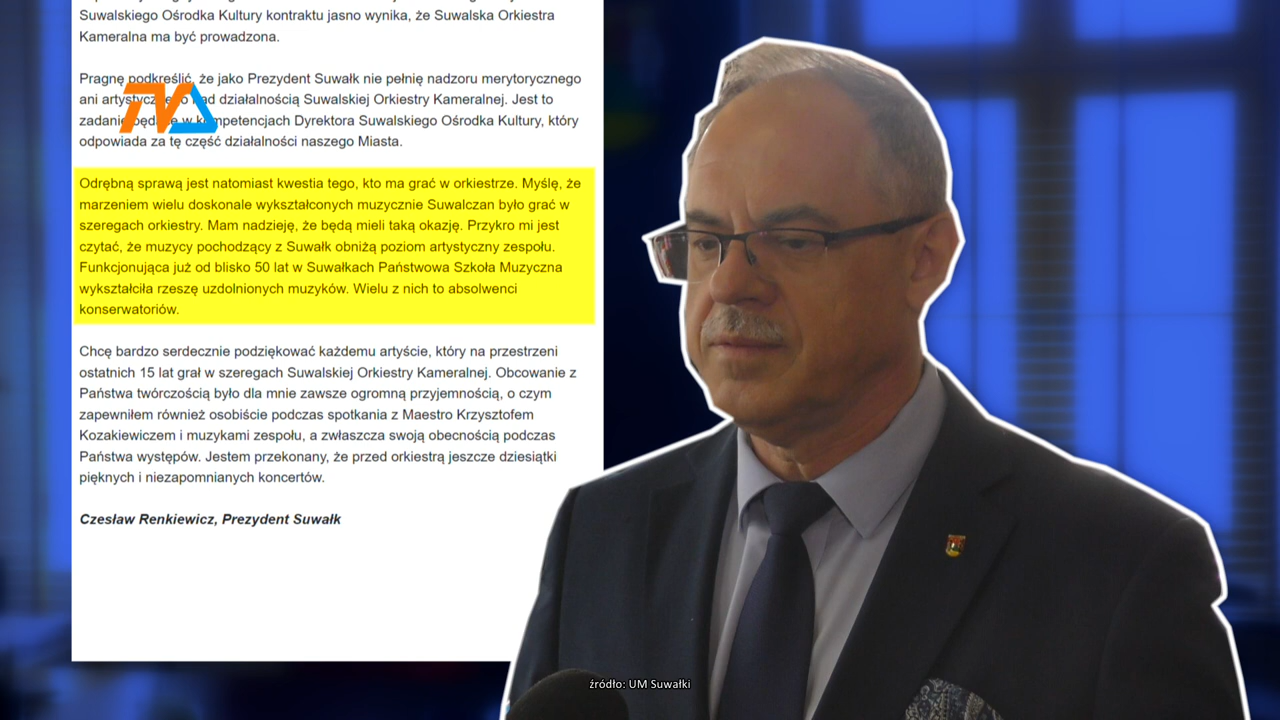 Suwalskiego Ośrodka Kultury kontraktu jasno wynika, że Suwalska Orkiestra
Kameralna ma być prowadzona.
Pragnę podkreślić, że jako Prezydent Suwałk nie pełnię nadzoru merytorycznego
ani artystycznego nad działalnością Suwalskiej Orkiestry Kameralnej. Jest to
zadanie będące w kompetencjach Dyrektora Suwalskiego Ośrodka Kultury, który
odpowiada za tę część działalności naszego Miasta.
Odrębną sprawą jest natomiast kwestia tego, kto ma grać w orkiestrze. Myślę, że
marzeniem wielu doskonale wykształconych muzycznie Suwalczan było grać w
szeregach orkiestry. Mam nadzieję, że będą mieli taką okazję. Przykro mi jest
czytać, że muzycy pochodzący z Suwałk obniżą poziom artystyczny zespołu.
Funkcjonująca już od blisko 50 lat w Suwałkach Państwowa Szkoła Muzyczna
wykształciła rzeszę uzdolnionych muzyków. Wielu z nich to absolwenci
konserwatoriów.
Chcę bardzo serdecznie podziękować każdemu artyście, który na przestrzeni
ostatnich 15 lat grał w szeregach Suwalskiej Orkiestry Kameralnej. Obcowanie z
Państwa twórczością było dla mnie zawsze ogromną przyjemnością, o czym
zapewniłem również osobiście podczas spotkania z Maestro Krzysztofem
Kozakiewiczem i muzykami zespołu, a zwłaszcza swoją obecnością podczas
Państwa występów. Jestem przekonany, że przed orkiestrą jeszcze dziesiątki
pięknych i niezapomnianych koncertów.
Czesław Renkiewicz, Prezydent Suwałk
źródło: UM Suwałki